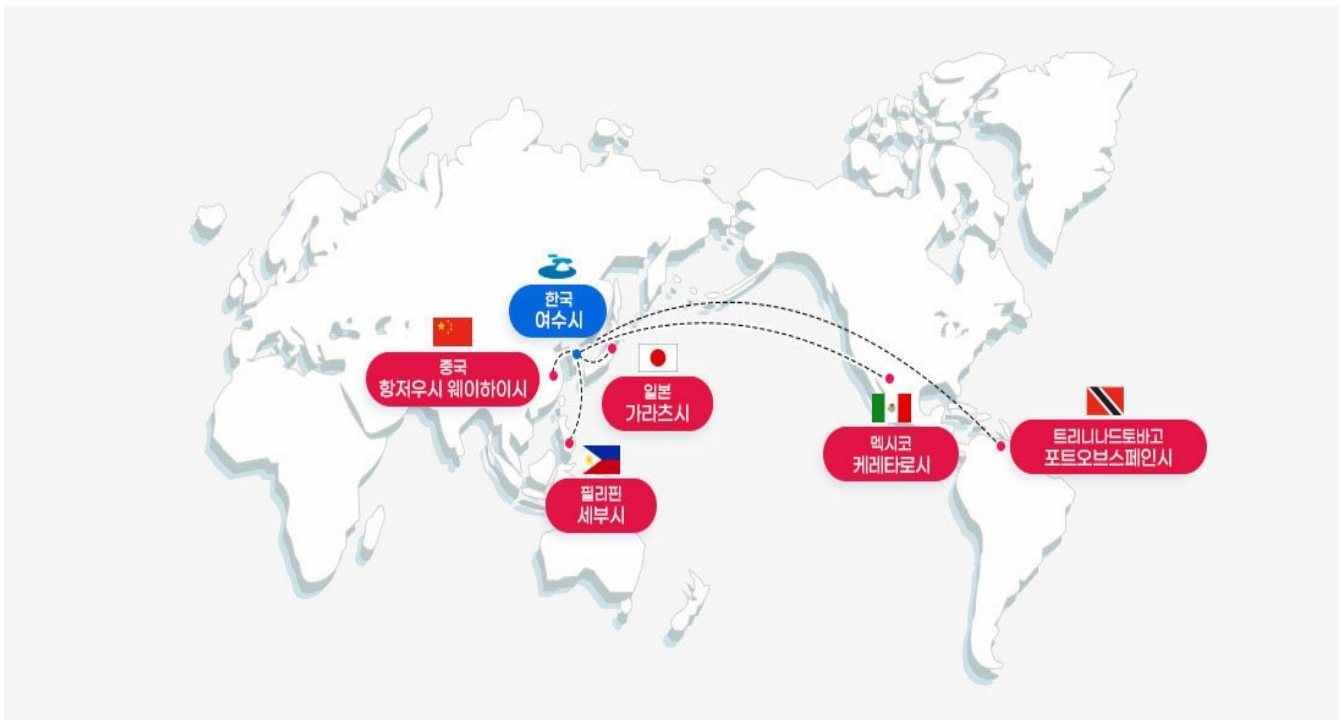 한국
여수시
중국
항저우시 웨이하이시
일본
가라츠시
필리핀
세부시
멕시코
케레타로시
트리니나드토바고
포트오브스페인시